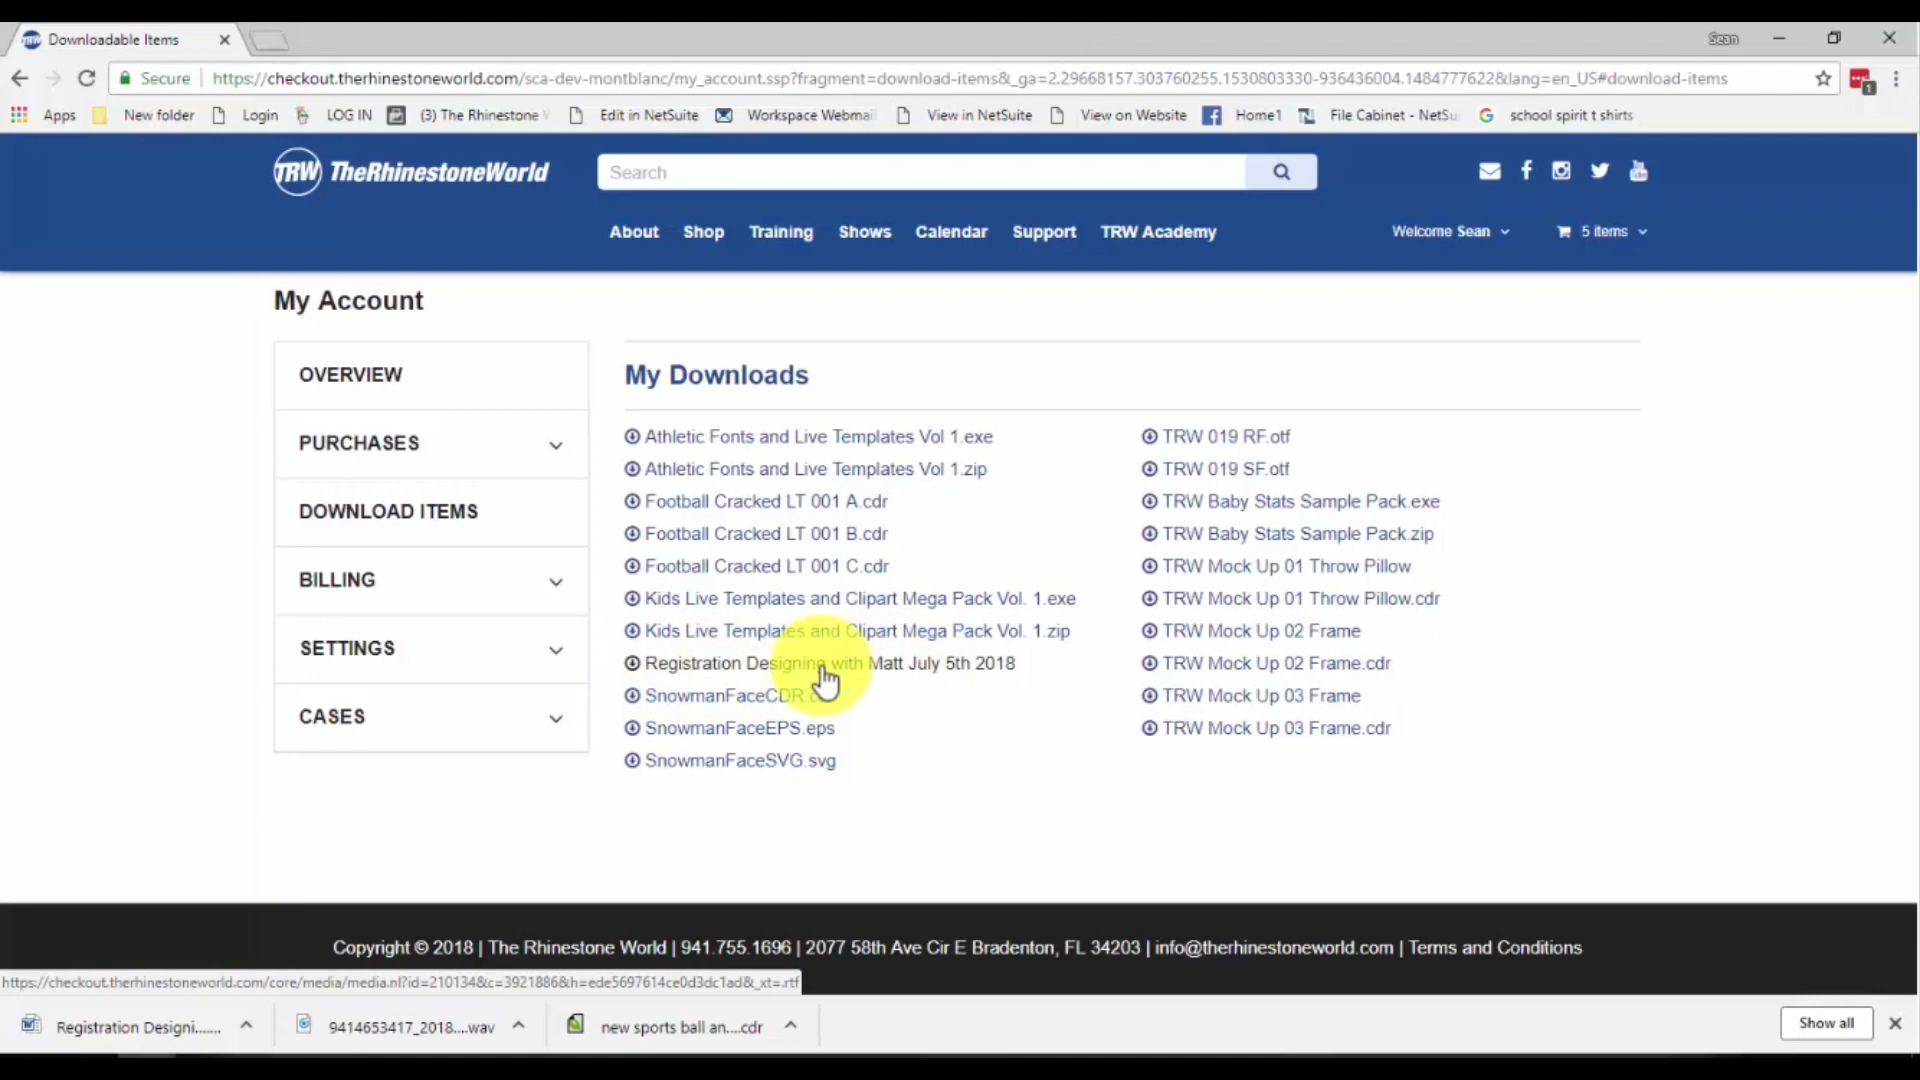 Downloadable Items
Sean
Secure | https://checkout.therhinestoneworld.com/sca-dev-montblanc/my_account.ssp?fragment=download-items&_ga=2.29668157.303760255.1530803330-936436004.1484777622&lang=en_US#download-items
Apps New folder Login LOG IN (3) The Rhinestone Edit in NetSuite Workspace Webmai View in NetSuite View on Website Home1 File Cabinet - NetSu school spirit t shirts
TRW TheRhinestoneWorld
Search
About Shop Training Shows Calendar Support TRW Academy
Welcome Sean 5 items
My Account
OVERVIEW
PURCHASES
DOWNLOAD ITEMS
BILLING
SETTINGS
CASES
My Downloads
Athletic Fonts and Live Templates Vol 1.exe
Athletic Fonts and Live Templates Vol 1.zip
Football Cracked LT 001 A.cdr
Football Cracked LT 001 B.cdr
Football Cracked LT 001 C.cdr
Kids Live Templates and Clipart Mega Pack Vol. 1.exe
Kids Live Templates and Clipart Mega Pack Vol. 1.zip
Registration Designing with Matt July 5th 2018
SnowmanFaceCDR
SnowmanFaceEPS.eps
SnowmanFaceSVG.svg
TRW 019 RF.otf
TRW 019 SF.otf
TRW Baby Stats Sample Pack.exe
TRW Baby Stats Sample Pack.zip
TRW Mock Up 01 Throw Pillow
TRW Mock Up 01 Throw Pillow.cdr
TRW Mock Up 02 Frame
TRW Mock Up 02 Frame.cdr
TRW Mock Up 03 Frame
TRW Mock Up 03 Frame.cdr
Copyright © 2018 | The Rhinestone World | 941.755.1696 | 2077 58th Ave Cir E Bradenton, FL 34203 | info@therhinestoneworld.com | Terms and Conditions
https://checkout.therhinestoneworld.com/core/media/media.nl?id=210134&c=3921886&h=ede5697614ce0d3dc1ad&_xt=.rtf
Registration Designi.......
9414653417_2018....wav
new sports ball an....cdr
Show all